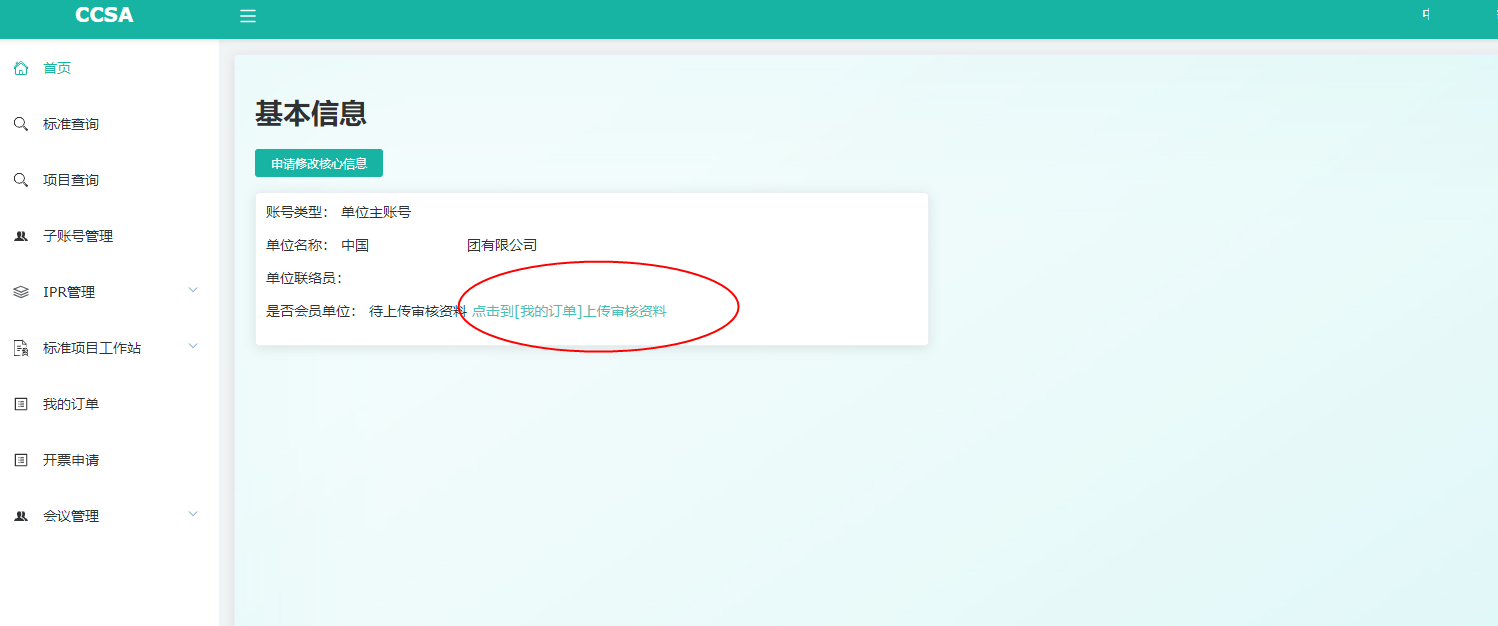 CCSA
首页
标准查询
项目查询
子账号管理
IPR管理
标准项目工作站
我的订单
开票申请
会议管理
基本信息
申请修改核心信息
账号类型： 单位主账号
单位名称： 中国 团有限公司
单位联络员：
是否会员单位： 待上传审核资料 点击到[我的订单]上传审核资料